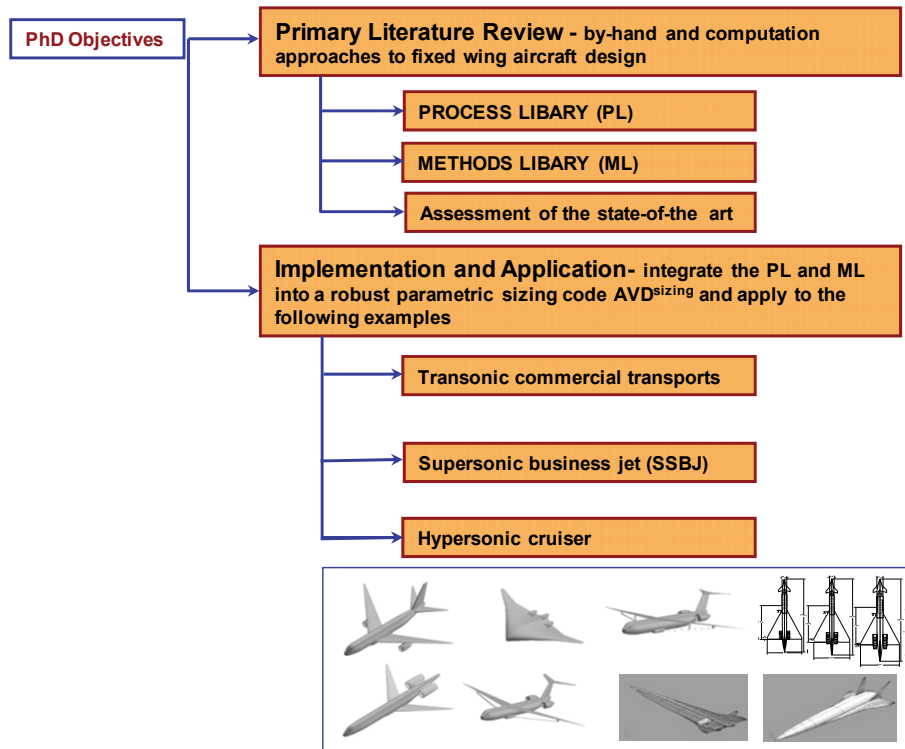 PhD Objectives
Primary Literature Review - by-hand and computation
approaches to fixed wing aircraft design
PROCESS LIBARY (PL)
METHODS LIBARY (ML)
Assessment of the state-of-the art
Implementation and Application- integrate the PL and ML
into a robust parametric sizing code AVDsizing and apply to the
following examples
Transonic commercial transports
Supersonic business jet (SSBJ)
Hypersonic cruiser